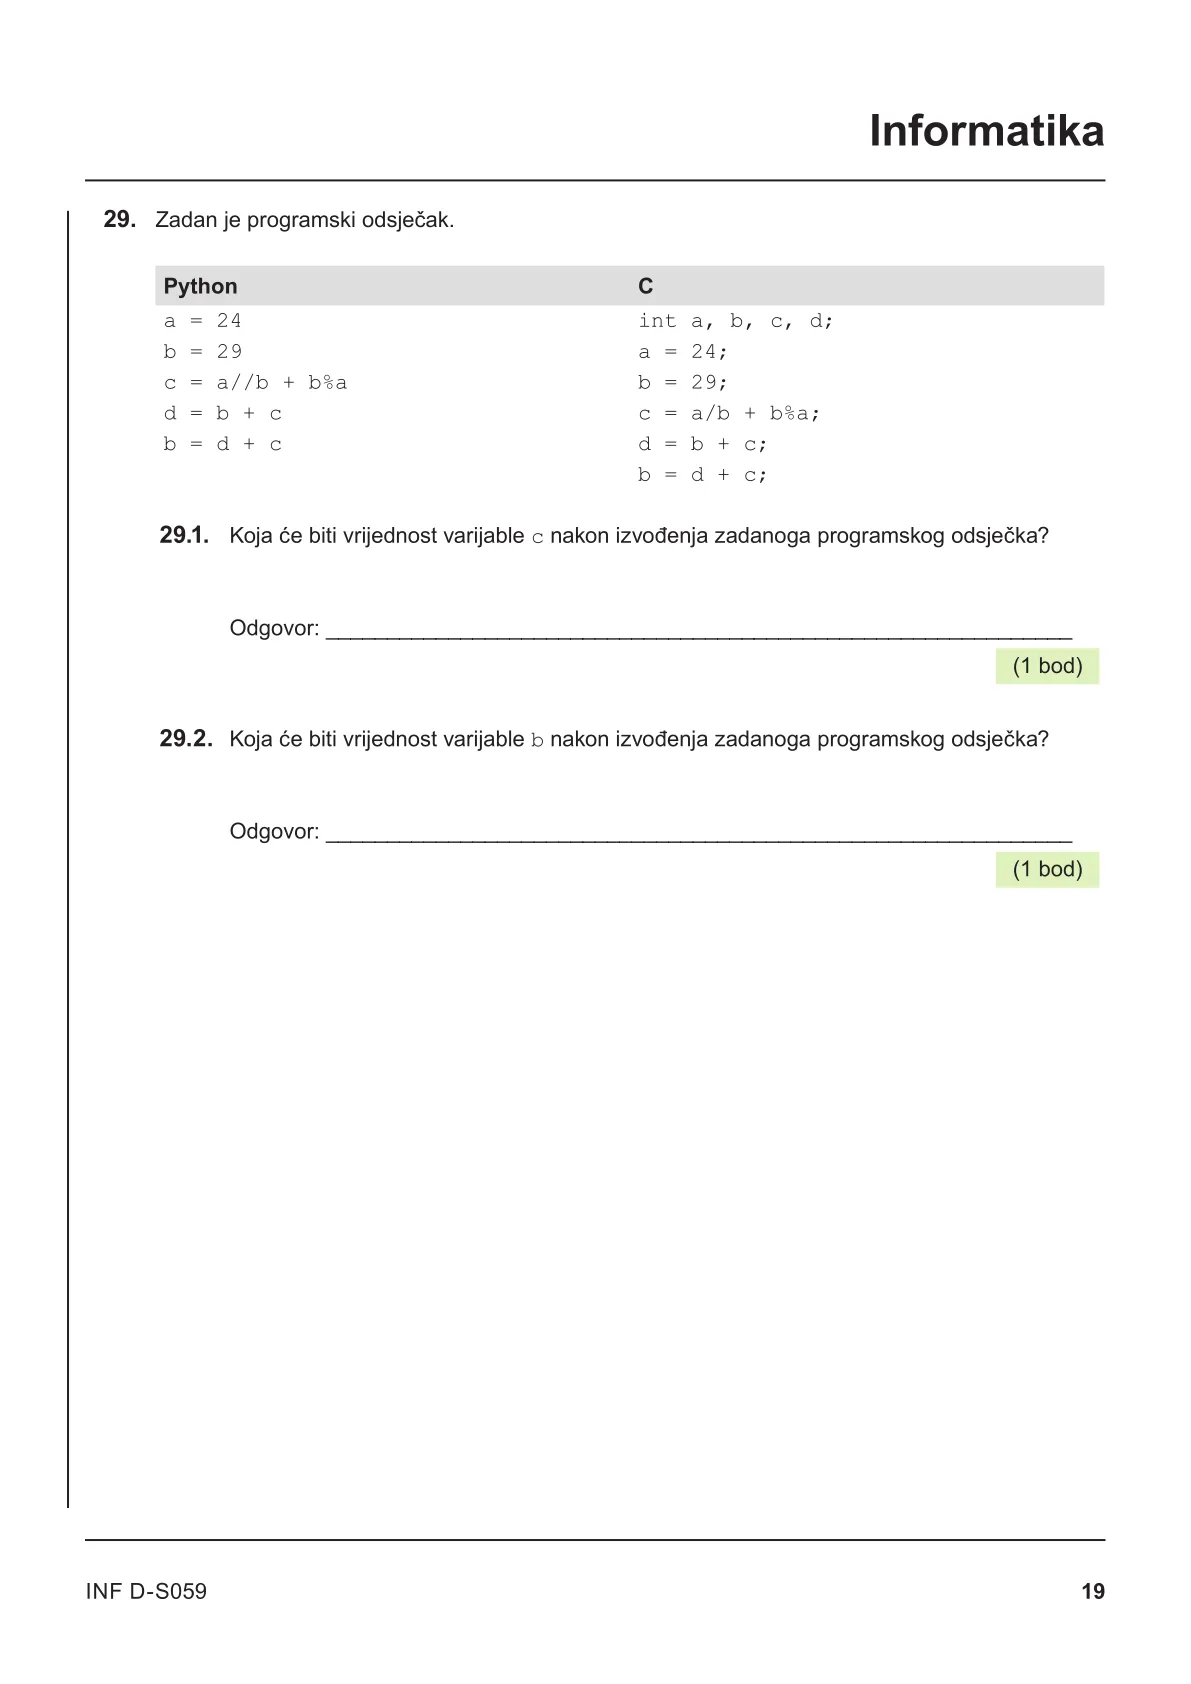 Informatika
29. Zadan je programski odsječak.
Python C
a = 24 int a, b, c, d;
b = 29 a = 24;
c = a//b + b%a b = 29;
d = b + c c = a/b + b%a;
b = d + c d = b + c;
b = d + c;
29.1. Koja će biti vrijednost varijable c nakon izvođenja zadanoga programskog odsječka?
Odgovor: _______________________________________________________________
(1 bod)
29.2. Koja će biti vrijednost varijable b nakon izvođenja zadanoga programskog odsječka?
Odgovor: _______________________________________________________________
(1 bod)
INF D-S059 19